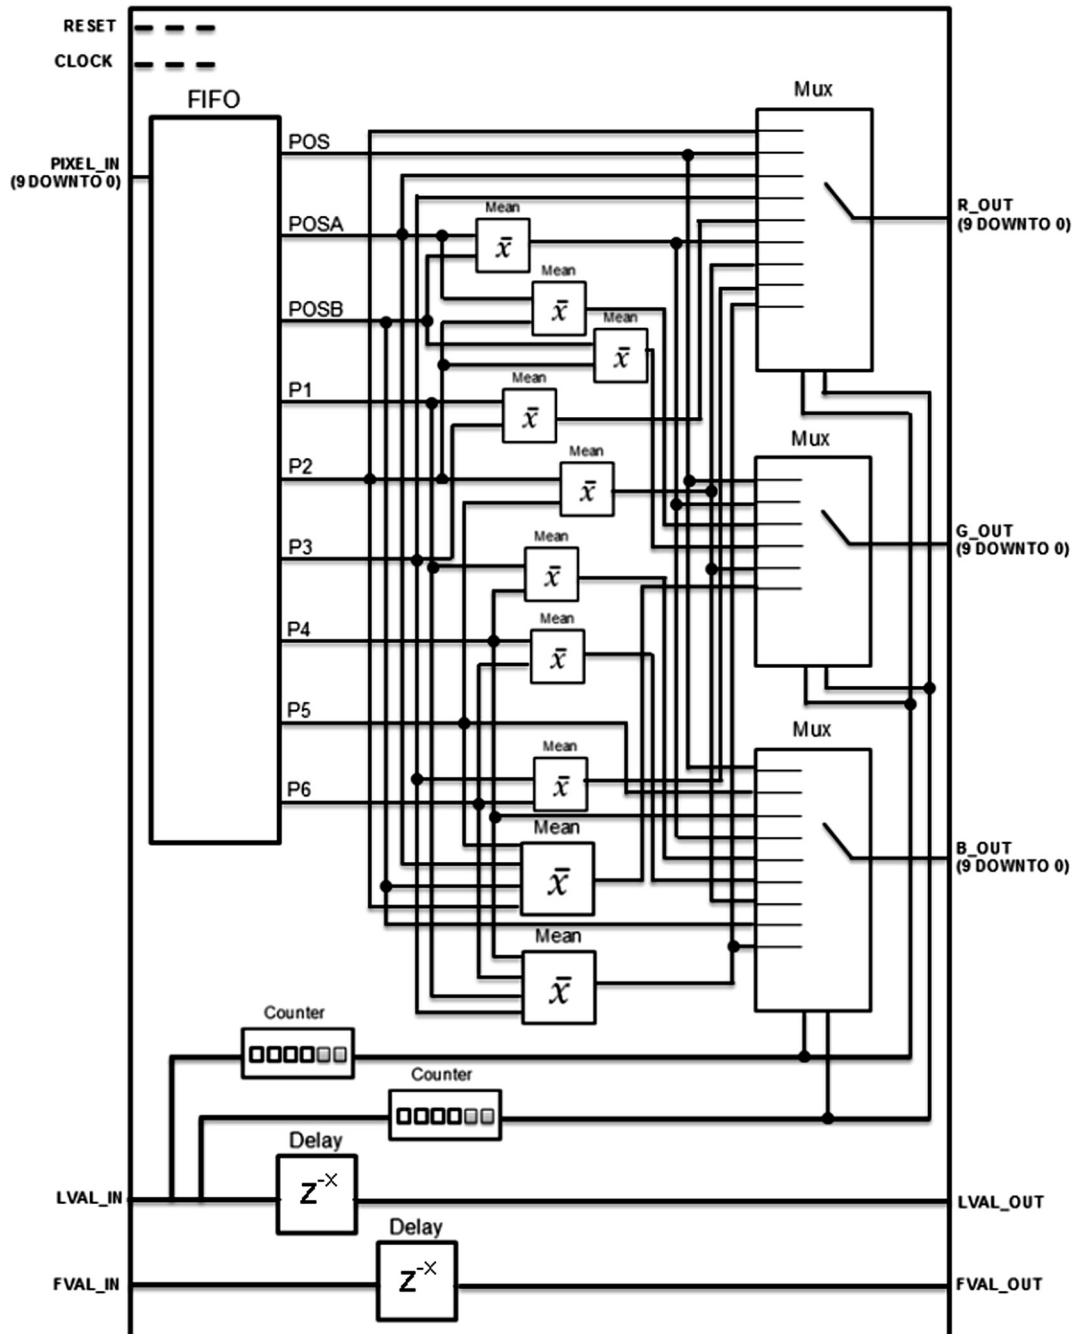 RESET
CLOCK
FIFO
Mux
POS
PIXEL_IN
(9 DOWNTO 0)
R_OUT
(9 DOWNTO 0)
Mean
POSA
x̄
Mean
POSB
x̄
Mean
x̄
Mean
P1
x̄
Mux
Mean
P2
x̄
G_OUT
(9 DOWNTO 0)
Mean
P3
x̄
Mean
P4
x̄
P5
Mux
Mean
P6
x̄
Mean
x̄
B_OUT
(9 DOWNTO 0)
Mean
x̄
Counter
Counter
Delay
Z⁻ˣ
LVAL_IN
LVAL_OUT
Delay
Z⁻ˣ
FVAL_IN
FVAL_OUT